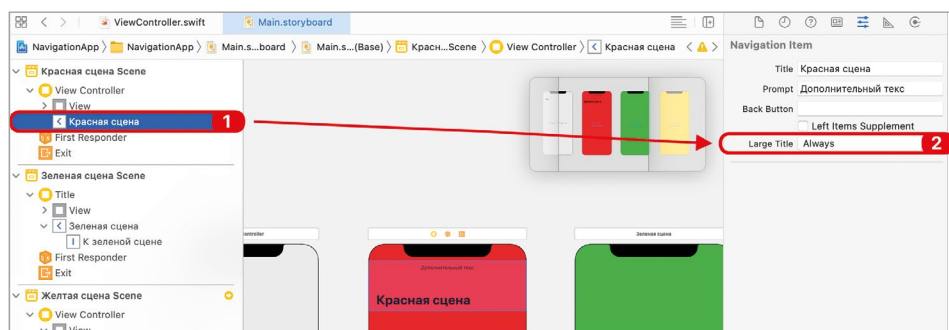 ViewController.swift
Main.storyboard
NavigationApp
NavigationApp
Main.s...board
Main.s...(Base)
Красн...Scene
View Controller
Красная сцена
Navigation Item
Красная сцена Scene
View Controller
View
Красная сцена
1
First Responder
Exit
Зеленая сцена Scene
Title
View
Зеленая сцена
К зеленой сцене
First Responder
Exit
Желтая сцена Scene
View Controller
View
Зеленая сцена
Дополнительный текс
Красная сцена
Title Красная сцена
Prompt Дополнительный текс
Back Button
Left Items Supplement
Large Title Always
2